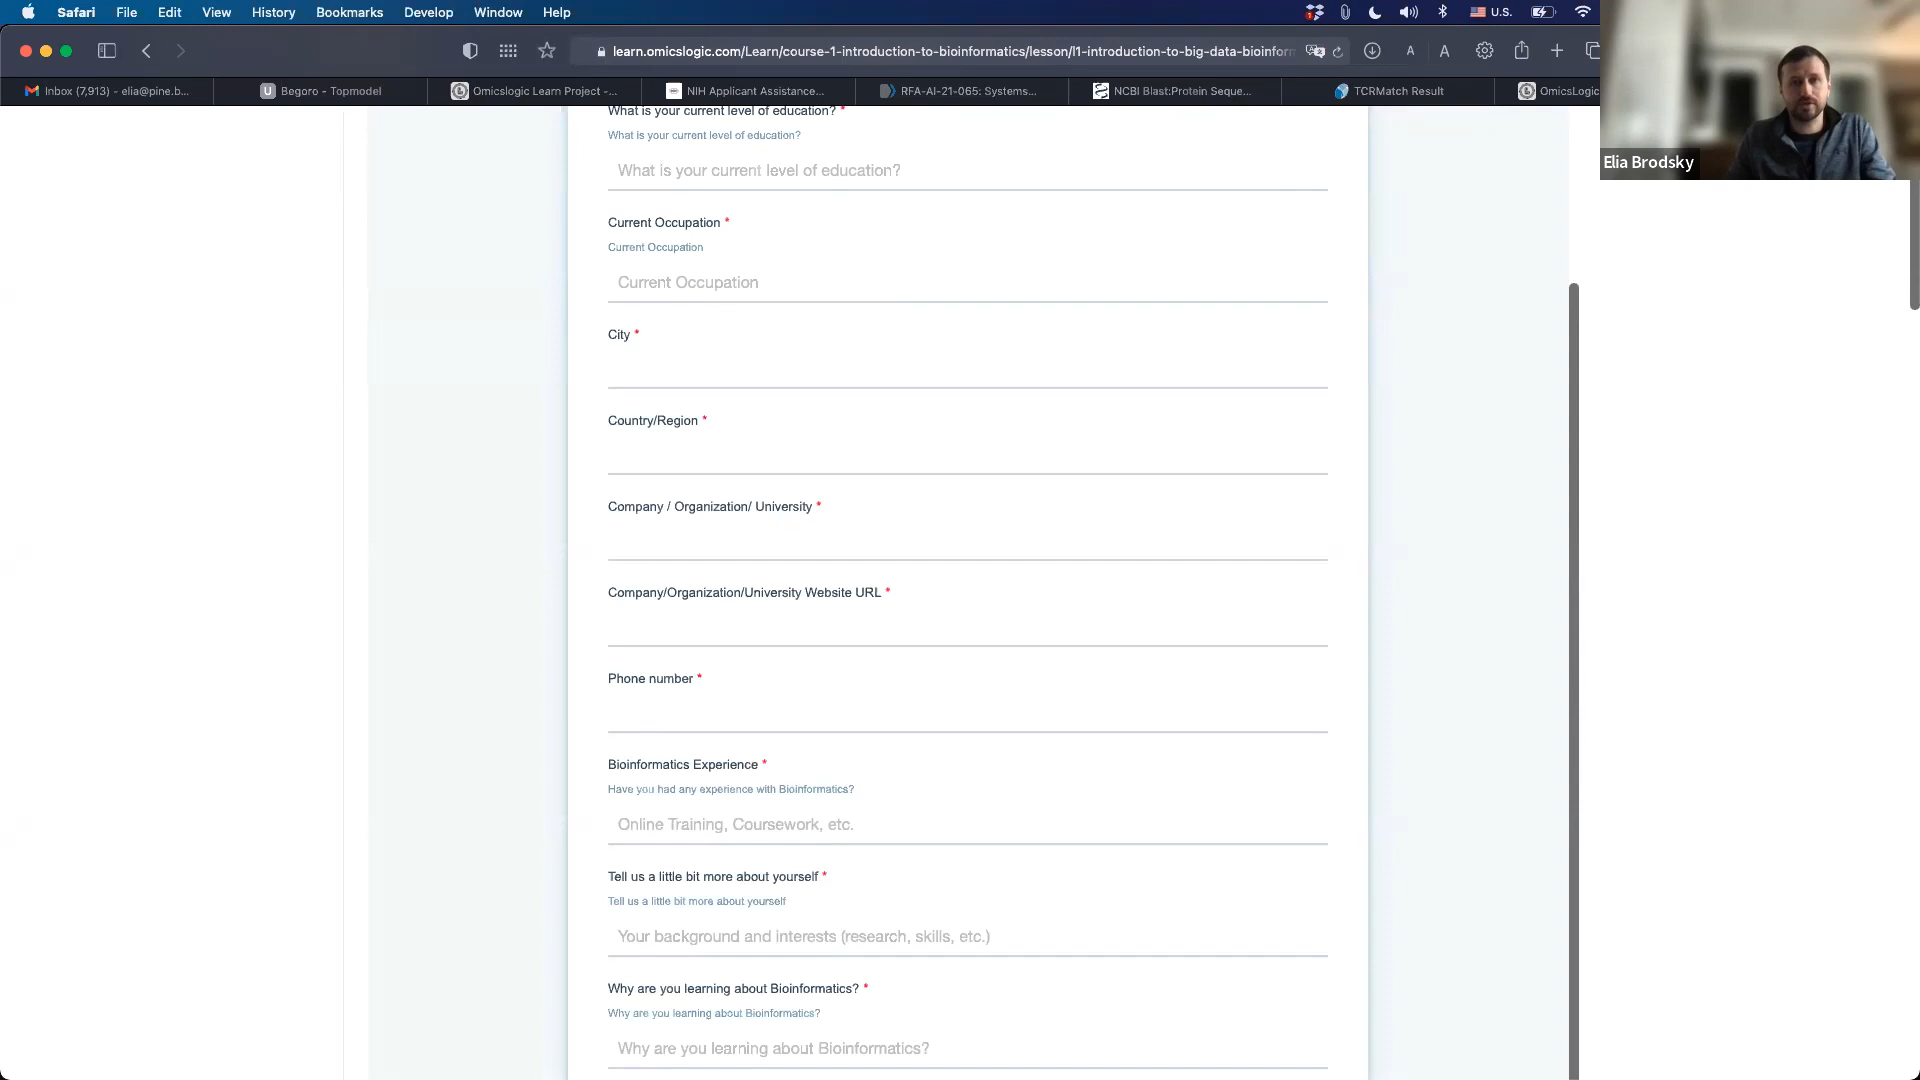 Safari File Edit View History Bookmarks Develop Window Help
1
U.S.
learn.omicslogic.com/Learn/course-1-introduction-to-bioinformatics/lesson/l1-introduction-to-big-data-bioinfor
A A
Inbox (7,913) - elia@pine.b...
U Begoro - Topmodel
Omicslogic Learn Project -...
NIH Applicant Assistance...
RFA-AI-21-065: Systems...
NCBI Blast:Protein Seque...
TCRMatch Result
OmicsLogic
Elia Brodsky
What is your current level of education? *
What is your current level of education?
What is your current level of education?
Current Occupation *
Current Occupation
Current Occupation
City *
Country/Region *
Company / Organization/ University *
Company/Organization/University Website URL *
Phone number *
Bioinformatics Experience *
Have you had any experience with Bioinformatics?
Online Training, Coursework, etc.
Tell us a little bit more about yourself *
Tell us a little bit more about yourself
Your background and interests (research, skills, etc.)
Why are you learning about Bioinformatics? *
Why are you learning about Bioinformatics?
Why are you learning about Bioinformatics?